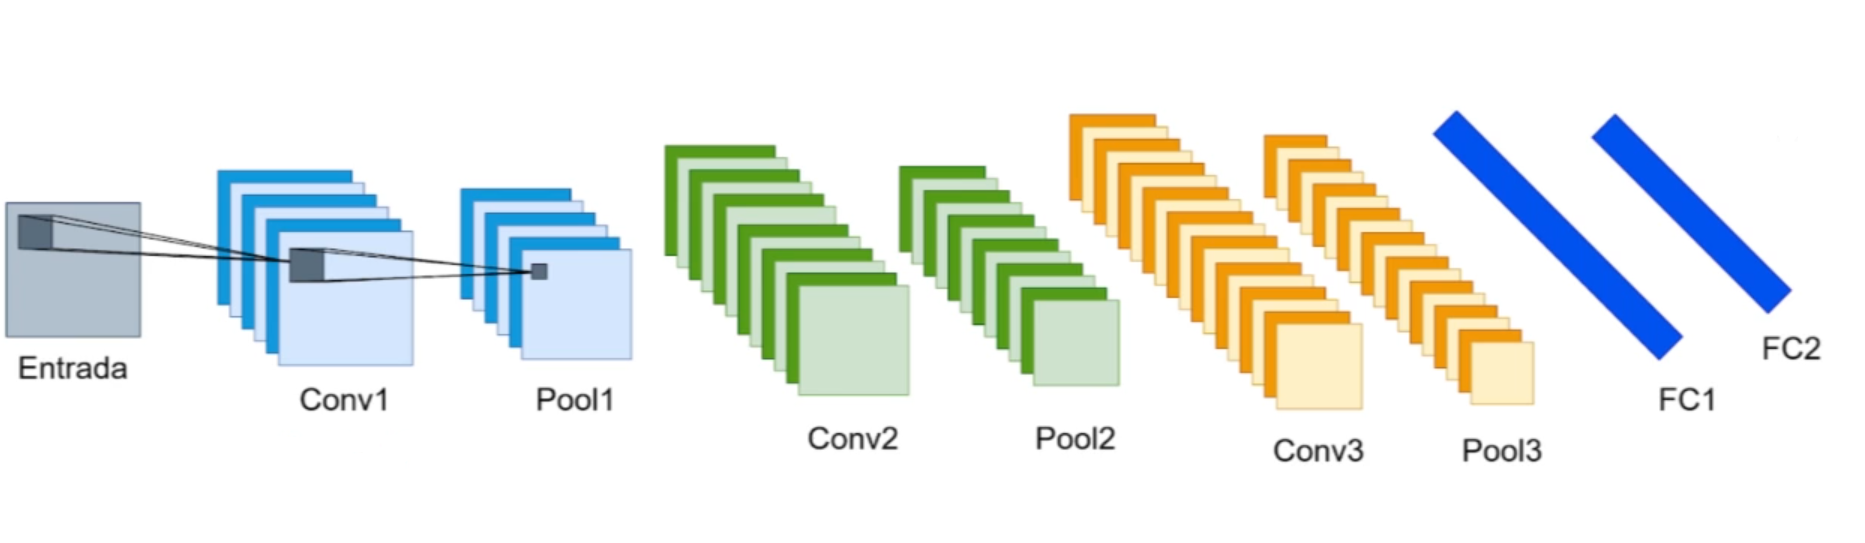 Entrada
Conv1
Pool1
Conv2
Pool2
Conv3
Pool3
FC1
FC2